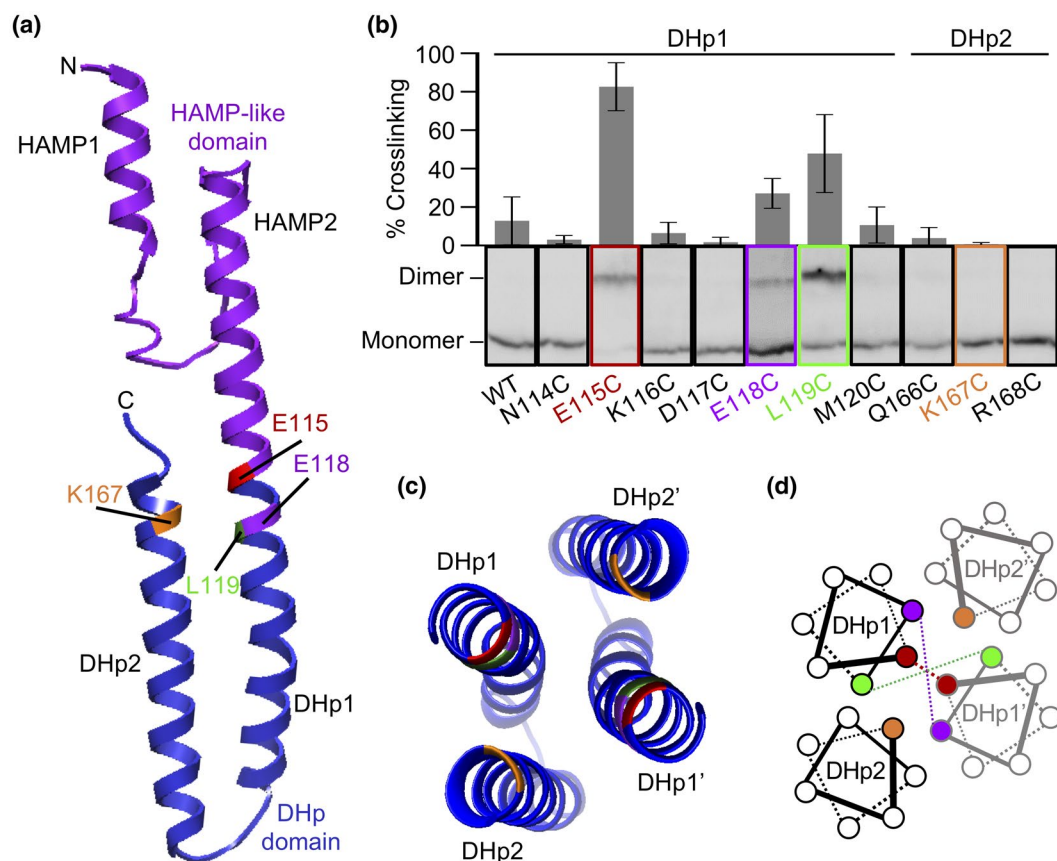 (a)
N
HAMP1
HAMP-like
domain
HAMP2
C
E115
E118
K167
L119
DHp2
DHp1
DHp
domain
(b)
DHp1
DHp2
% Crosslinking
100
80
60
40
20
0
Dimer
Monomer
WT
N114C
E115C
K116C
D117C
E118C
L119C
M120C
Q166C
K167C
R168C
(c)
DHp2'
DHp1
DHp1'
DHp2
(d)
DHp2'
DHp1
DHp1'
DHp2